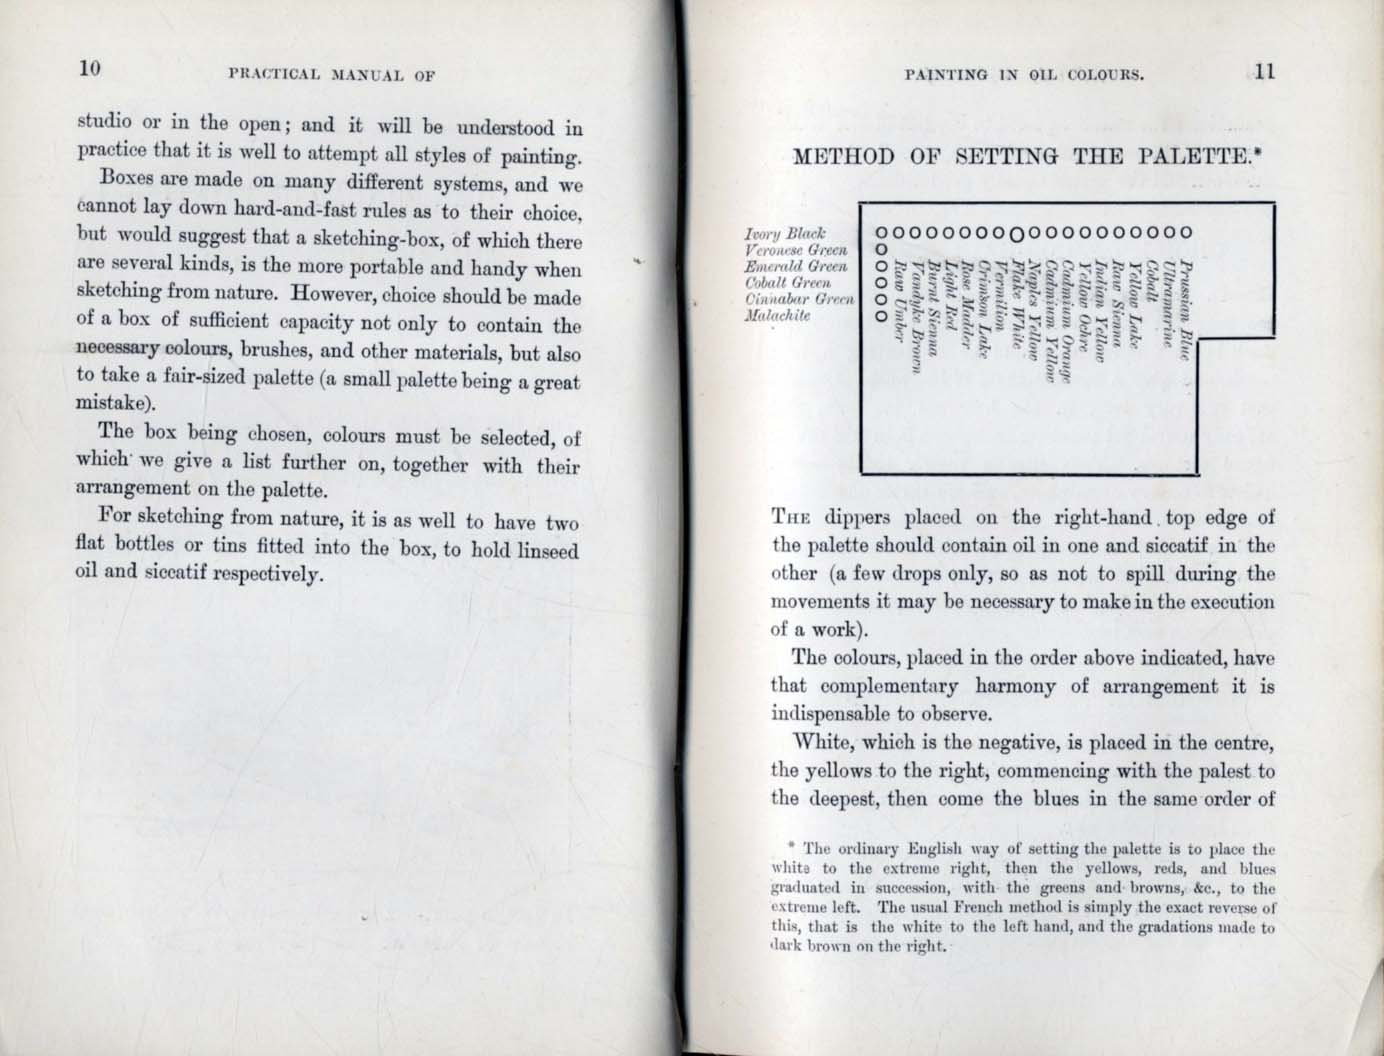 10
PRACTICAL MANUAL OF
studio or in the open; and it will be understood in
practice that it is well to attempt all styles of painting.
Boxes are made on many different systems, and we
cannot lay down hard-and-fast rules as to their choice,
but would suggest that a sketching-box, of which there
are several kinds, is the more portable and handy when
sketching from nature. However, choice should be made
of a box of sufficient capacity not only to contain the
necessary colours, brushes, and other materials, but also
to take a fair-sized palette (a small palette being a great
mistake).
The box being chosen, colours must be selected, of
which we give a list further on, together with their
arrangement on the palette.
For sketching from nature, it is as well to have two
flat bottles or tins fitted into the box, to hold linseed
oil and siccatif respectively.
PAINTING IN OIL COLOURS.
11
METHOD OF SETTING THE PALETTE.*
Ivory Black
Veronese Green
Emerald Green
Cobalt Green
Cinnabar Green
Malachite
Raw Umber
Vandyke Brown
Burnt Sienna
Light Red
Rose Madder
Crimson Lake
Vermilion
Flake White
Naples Yellow
Cadmium Yellow
Cadmium Orange
Yellow Ochre
Indian Yellow
Raw Sienna
Yellow Lake
Cobalt
Ultramarine
Prussian Blue
THE dippers placed on the right-hand top edge of
the palette should contain oil in one and siccatif in the
other (a few drops only, so as not to spill during the
movements it may be necessary to make in the execution
of a work).
The colours, placed in the order above indicated, have
that complementary harmony of arrangement it is
indispensable to observe.
White, which is the negative, is placed in the centre,
the yellows to the right, commencing with the palest to
the deepest, then come the blues in the same order of
* The ordinary English way of setting the palette is to place the
white to the extreme right, then the yellows, reds, and blues
graduated in succession, with the greens and browns, &c., to the
extreme left. The usual French method is simply the exact reverse of
this, that is the white to the left hand, and the gradations made to
dark brown on the right.